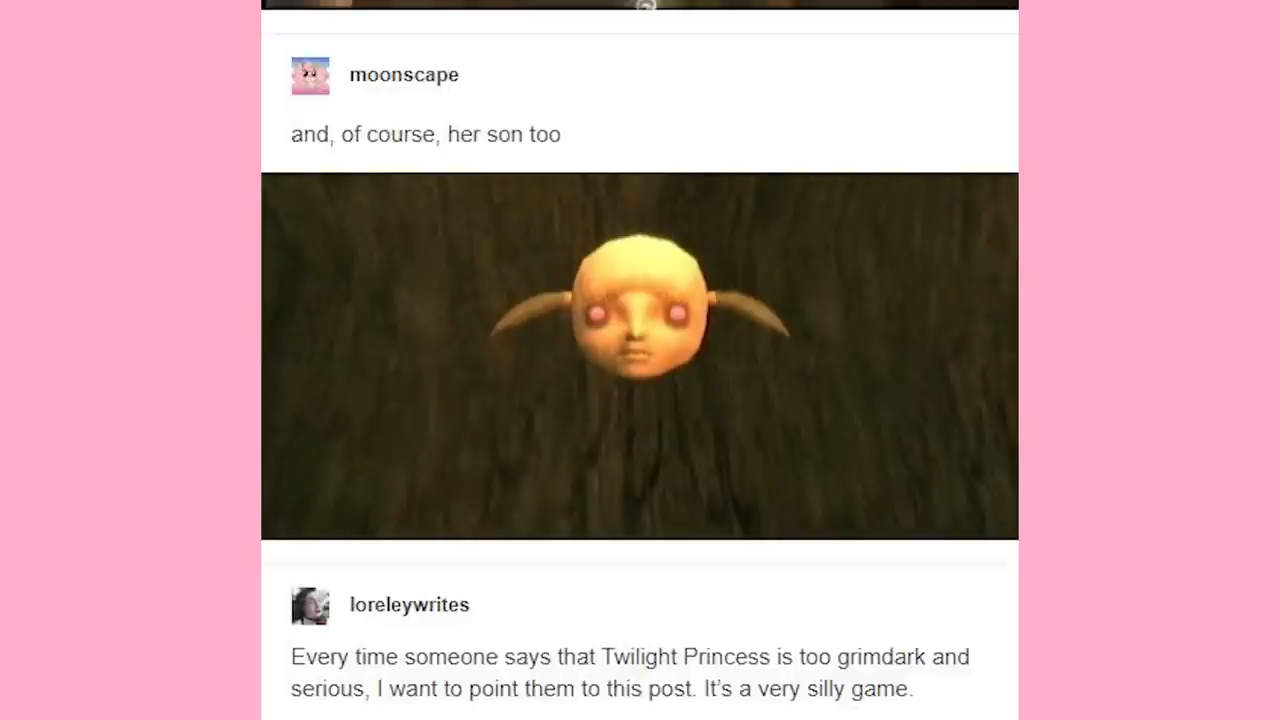 moonscape
and, of course, her son too
loreleywrites
Every time someone says that Twilight Princess is too grimdark and
serious, I want to point them to this post. It’s a very silly game.